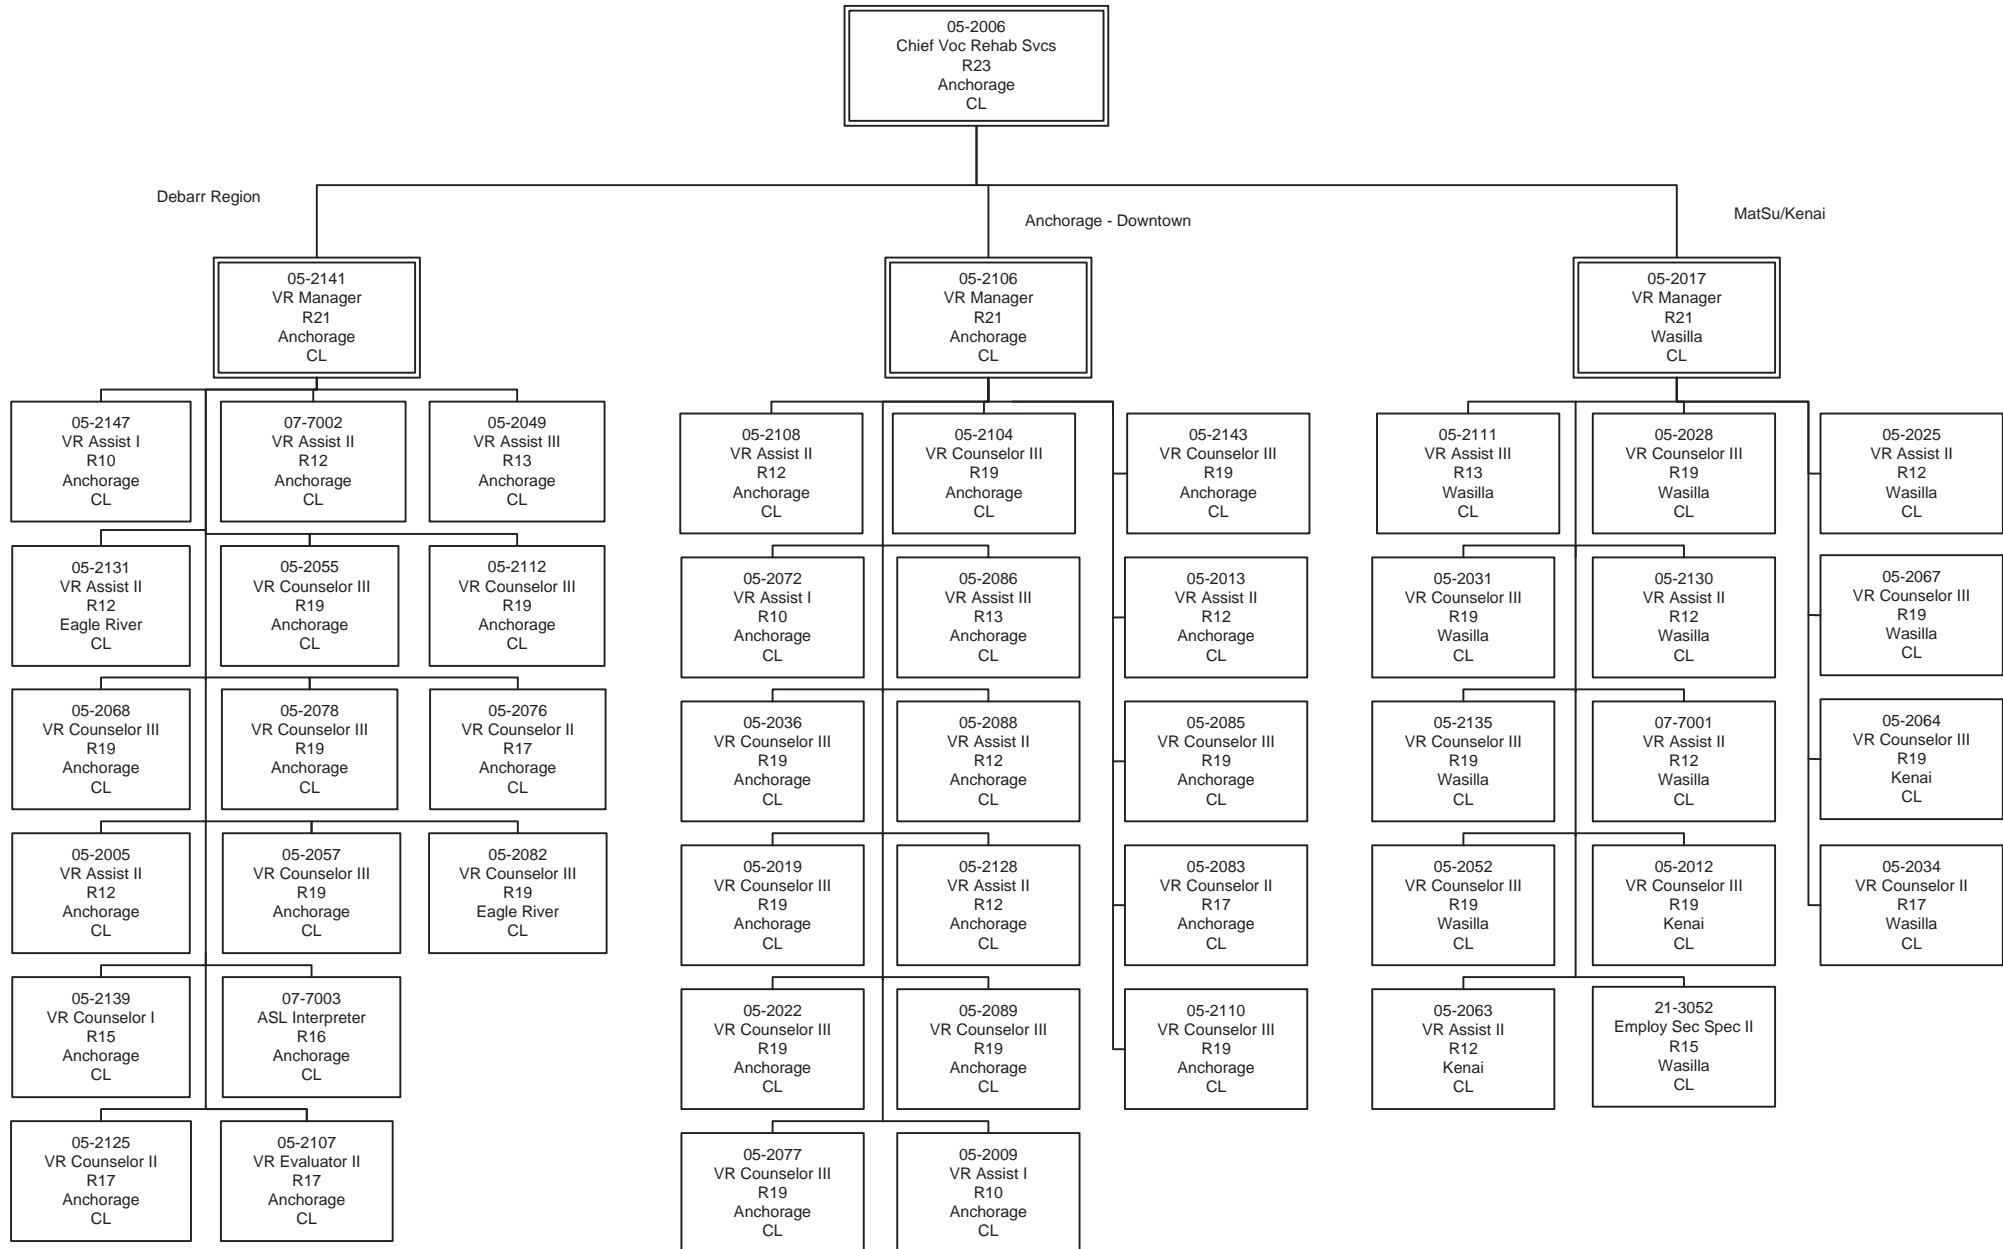 05-2006
Chief Voc Rehab Svcs
R23
Anchorage
CL
Debarr Region
Anchorage - Downtown
MatSu/Kenai
05-2141
VR Manager
R21
Anchorage
CL
05-2106
VR Manager
R21
Anchorage
CL
05-2017
VR Manager
R21
Wasilla
CL
05-2147
VR Assist I
R10
Anchorage
CL
07-7002
VR Assist II
R12
Anchorage
CL
05-2049
VR Assist III
R13
Anchorage
CL
05-2131
VR Assist II
R12
Eagle River
CL
05-2055
VR Counselor III
R19
Anchorage
CL
05-2112
VR Counselor III
R19
Anchorage
CL
05-2068
VR Counselor III
R19
Anchorage
CL
05-2078
VR Counselor III
R19
Anchorage
CL
05-2076
VR Counselor II
R17
Anchorage
CL
05-2005
VR Assist II
R12
Anchorage
CL
05-2057
VR Counselor III
R19
Anchorage
CL
05-2082
VR Counselor III
R19
Eagle River
CL
05-2139
VR Counselor I
R15
Anchorage
CL
07-7003
ASL Interpreter
R16
Anchorage
CL
05-2125
VR Counselor II
R17
Anchorage
CL
05-2107
VR Evaluator II
R17
Anchorage
CL
05-2108
VR Assist II
R12
Anchorage
CL
05-2104
VR Counselor III
R19
Anchorage
CL
05-2143
VR Counselor III
R19
Anchorage
CL
05-2072
VR Assist I
R10
Anchorage
CL
05-2086
VR Assist III
R13
Anchorage
CL
05-2013
VR Assist II
R12
Anchorage
CL
05-2036
VR Counselor III
R19
Anchorage
CL
05-2088
VR Assist II
R12
Anchorage
CL
05-2085
VR Counselor III
R19
Anchorage
CL
05-2019
VR Counselor III
R19
Anchorage
CL
05-2128
VR Assist II
R12
Anchorage
CL
05-2083
VR Counselor II
R17
Anchorage
CL
05-2022
VR Counselor III
R19
Anchorage
CL
05-2089
VR Counselor III
R19
Anchorage
CL
05-2110
VR Counselor III
R19
Anchorage
CL
05-2077
VR Counselor III
R19
Anchorage
CL
05-2009
VR Assist I
R10
Anchorage
CL
05-2111
VR Assist III
R13
Wasilla
CL
05-2028
VR Counselor III
R19
Wasilla
CL
05-2025
VR Assist II
R12
Wasilla
CL
05-2031
VR Counselor III
R19
Wasilla
CL
05-2130
VR Assist II
R12
Wasilla
CL
05-2067
VR Counselor III
R19
Wasilla
CL
05-2135
VR Counselor III
R19
Wasilla
CL
07-7001
VR Assist II
R12
Wasilla
CL
05-2064
VR Counselor III
R19
Kenai
CL
05-2052
VR Counselor III
R19
Wasilla
CL
05-2012
VR Counselor III
R19
Kenai
CL
05-2034
VR Counselor II
R17
Wasilla
CL
05-2063
VR Assist II
R12
Kenai
CL
21-3052
Employ Sec Spec II
R15
Wasilla
CL